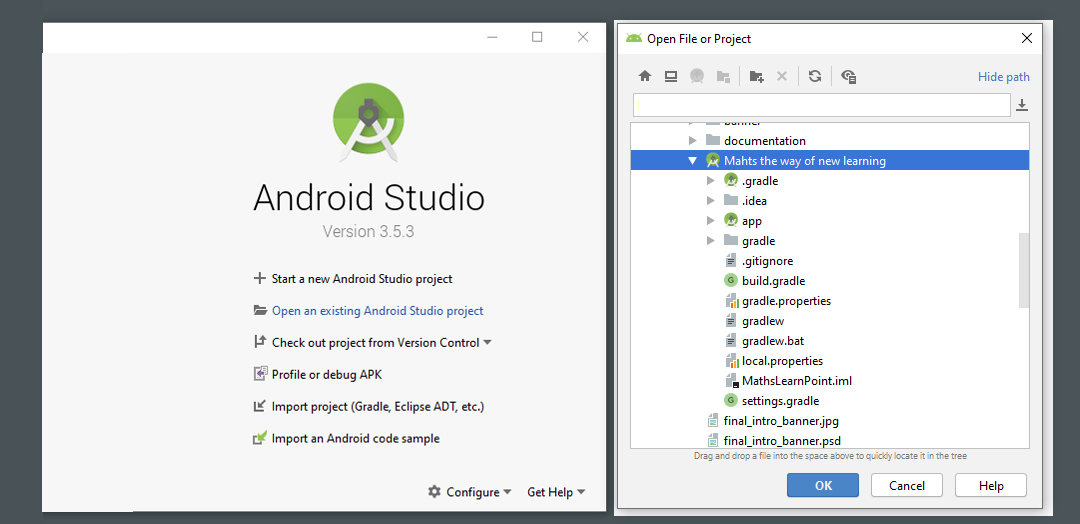 Android Studio
Version 3.5.3
Start a new Android Studio project
Open an existing Android Studio project
Check out project from Version Control
Profile or debug APK
Import project (Gradle, Eclipse ADT, etc.)
Import an Android code sample
Configure
Get Help
Open File or Project
Hide path
documentation
Mahts the way of new learning
.gradle
.idea
app
gradle
.gitignore
build.gradle
gradle.properties
gradlew
gradlew.bat
local.properties
MathsLearnPoint.iml
settings.gradle
final_intro_banner.jpg
final_intro_banner.psd
Drag and drop a file into the space above to quickly locate it in the tree
OK
Cancel
Help